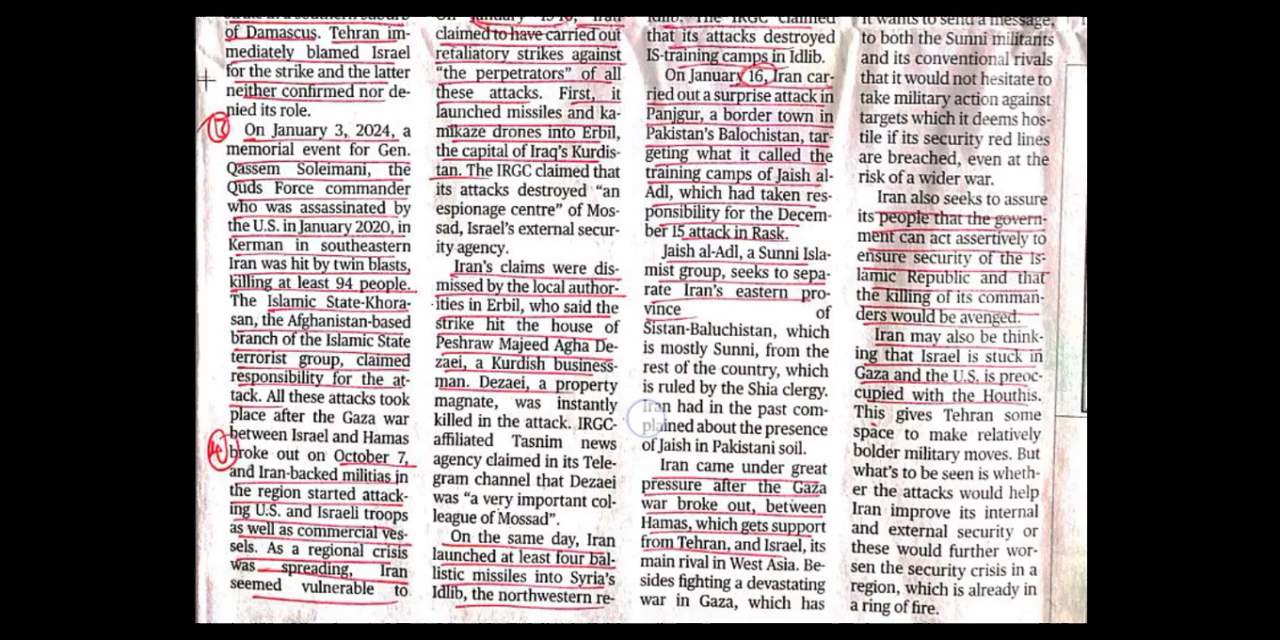 of Damascus. Tehran im-
mediately blamed Israel
for the strike and the latter
neither confirmed nor de-
nied its role.
On January 3, 2024, a
memorial event for Gen.
Qassem Soleimani, the
Quds Force commander
who was assassinated by
the U.S. in January 2020, in
Kerman in southeastern
Iran was hit by twin blasts,
killing at least 94 people.
The Islamic State-Khora-
san, the Afghanistan-based
branch of the Islamic State
terrorist group, claimed
responsibility for the at-
tack. All these attacks took
place after the Gaza war
between Israel and Hamas
broke out on October 7,
and Iran-backed militias in
the region started attack-
ing U.S. and Israeli troops
as well as commercial ves-
sels. As a regional crisis
was spreading, Iran
seemed vulnerable to
claimed to have carried out
retaliatory strikes against
“the perpetrators” of all
these attacks. First, it
launched missiles and ka-
mikaze drones into Erbil,
the capital of Iraq’s Kurdis-
tan. The IRGC claimed that
its attacks destroyed “an
espionage centre” of Mos-
sad, Israel’s external secur-
ity agency.
Iran’s claims were dis-
missed by the local author-
ities in Erbil, who said the
strike hit the house of
Peshraw Majeed Agha De-
zaei, a Kurdish business-
man. Dezaei, a property
magnate, was instantly
killed in the attack. IRGC-
affiliated Tasnim news
agency claimed in its Tele-
gram channel that Dezaei
was “a very important col-
league of Mossad”.
On the same day, Iran
launched at least four bal-
listic missiles into Syria’s
Idlib, the northwestern re-
Idlib. The IRGC claimed
that its attacks destroyed
IS-training camps in Idlib.
On January 16, Iran car-
ried out a surprise attack in
Panjgur, a border town in
Pakistan’s Balochistan, tar-
geting what it called the
training camps of Jaish al-
Adl, which had taken res-
ponsibility for the Decem-
ber 15 attack in Rask.
Jaish al-Adl, a Sunni Isla-
mist group, seeks to sepa-
rate Iran’s eastern pro-
vince of
Sistan-Baluchistan, which
is mostly Sunni, from the
rest of the country, which
is ruled by the Shia clergy.
Iran had in the past com-
plained about the presence
of Jaish in Pakistani soil.
Iran came under great
pressure after the Gaza
war broke out, between
Hamas, which gets support
from Tehran, and Israel, its
main rival in West Asia. Be-
sides fighting a devastating
war in Gaza, which has
it wants to send a message,
to both the Sunni militants
and its conventional rivals
that it would not hesitate to
take military action against
targets which it deems hos-
tile if its security red lines
are breached, even at the
risk of a wider war.
Iran also seeks to assure
its people that the govern-
ment can act assertively to
ensure security of the Is-
lamic Republic and that
the killing of its comman-
ders would be avenged.
Iran may also be think-
ing that Israel is stuck in
Gaza and the U.S. is preoc-
cupied with the Houthis.
This gives Tehran some
space to make relatively
bolder military moves. But
what’s to be seen is wheth-
er the attacks would help
Iran improve its internal
and external security or
these would further wor-
sen the security crisis in a
region, which is already in
a ring of fire.